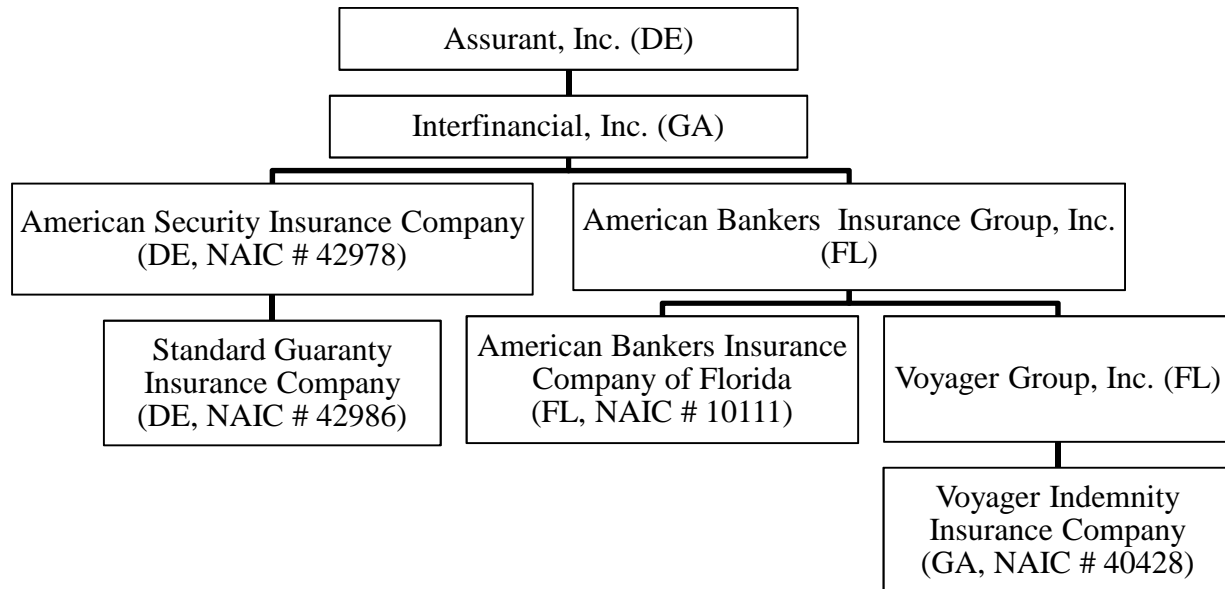 Assurant, Inc. (DE)
Interfinancial, Inc. (GA)
American Security Insurance Company
(DE, NAIC # 42978)
American Bankers  Insurance Group, Inc.
(FL)
Standard Guaranty
Insurance Company
(DE, NAIC # 42986)
American Bankers Insurance
Company of Florida
(FL, NAIC # 10111)
Voyager Group, Inc. (FL)
Voyager Indemnity
Insurance Company
(GA, NAIC # 40428)